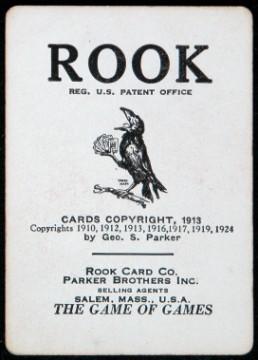 ROOK
REG. U.S. PATENT OFFICE
CARDS COPYRIGHT, 1913
Copyrights 1910, 1912, 1913, 1916, 1917, 1919, 1924
by Geo. S. Parker
Rook Card Co.
Parker Brothers Inc.
SELLING AGENTS
SALEM, MASS., U.S.A.
THE GAME OF GAMES